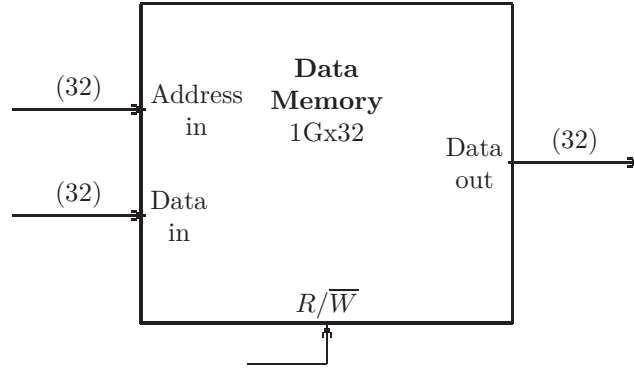 (32)
Address
in
Data
Memory
1Gx32
(32)
Data
out
(32)
Data
in
R/W̅